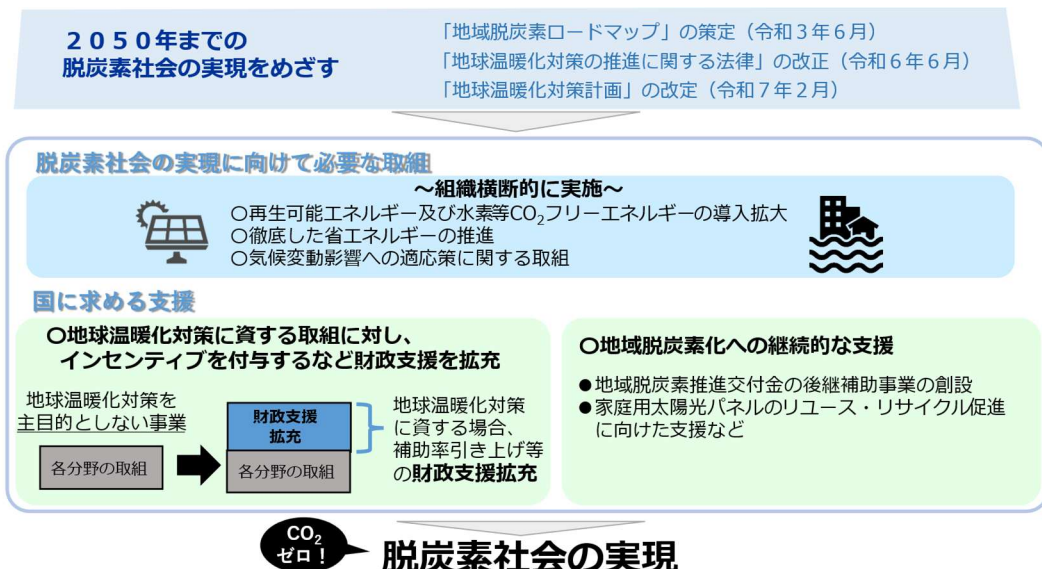 ２０５０年までの
脱炭素社会の実現をめざす
「地域脱炭素ロードマップ」の策定（令和３年６月）
「地球温暖化対策の推進に関する法律」の改正（令和６年６月）
「地球温暖化対策計画」の改定（令和７年２月）
脱炭素社会の実現に向けて必要な取組
～組織横断的に実施～
〇再生可能エネルギー及び水素等CO₂フリーエネルギーの導入拡大
〇徹底した省エネルギーの推進
〇気候変動影響への適応策に関する取組
国に求める支援
〇地球温暖化対策に資する取組に対し、
インセンティブを付与するなど財政支援を拡充
地球温暖化対策を
主目的としない事業
各分野の取組
財政支援
拡充
各分野の取組
地球温暖化対策
に資する場合、
補助率引き上げ等
の財政支援拡充
〇地域脱炭素化への継続的な支援
●地域脱炭素推進交付金の後継補助事業の創設
●家庭用太陽光パネルのリユース・リサイクル促進
に向けた支援など
CO₂
ゼロ！
脱炭素社会の実現